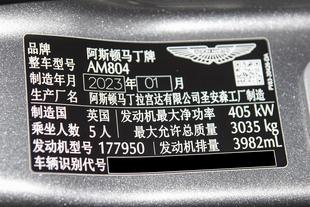 品牌 阿斯顿马丁牌
整车型号 AM804
制造年月 2023 年 01 月
生产厂名 阿斯顿马丁拉宫达有限公司圣安森工厂制造
制造国 英国 发动机最大净功率 405 kW
乘坐人数 5 人 最大允许总质量 3035 kg
发动机型号 177950 发动机排量 3982mL
车辆识别代号